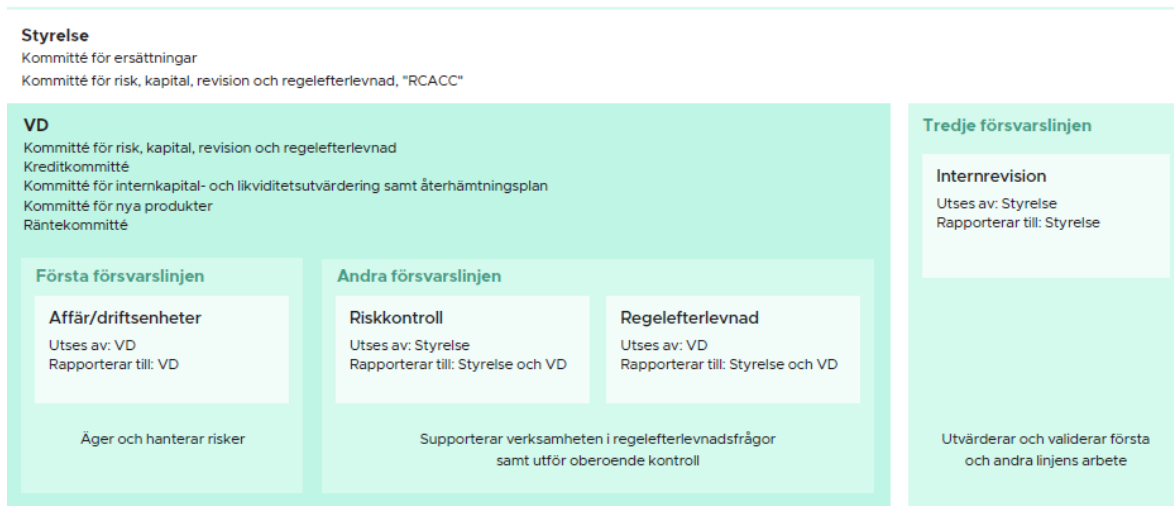 Styrelse
Kommitté för ersättningar
Kommitté för risk, kapital, revision och regelefterlevnad, "RCACC"
VD
Kommitté för risk, kapital, revision och regelefterlevnad
Kreditkommitté
Kommitté för internkapital- och likviditetsutvärdering samt återhämtningsplan
Kommitté för nya produkter
Räntekommitté
Första försvarslinjen
Affär/driftsenheter
Utses av: VD
Rapporterar till: VD
Äger och hanterar risker
Andra försvarslinjen
Riskkontroll
Utses av: Styrelse
Rapporterar till: Styrelse och VD
Regelefterlevnad
Utses av: VD
Rapporterar till: Styrelse och VD
Supporterar verksamheten i regelefterlevnadsfrågor
samt utför oberoende kontroll
Tredje försvarslinjen
Internrevision
Utses av: Styrelse
Rapporterar till: Styrelse
Utvärderar och validerar första
och andra linjens arbete